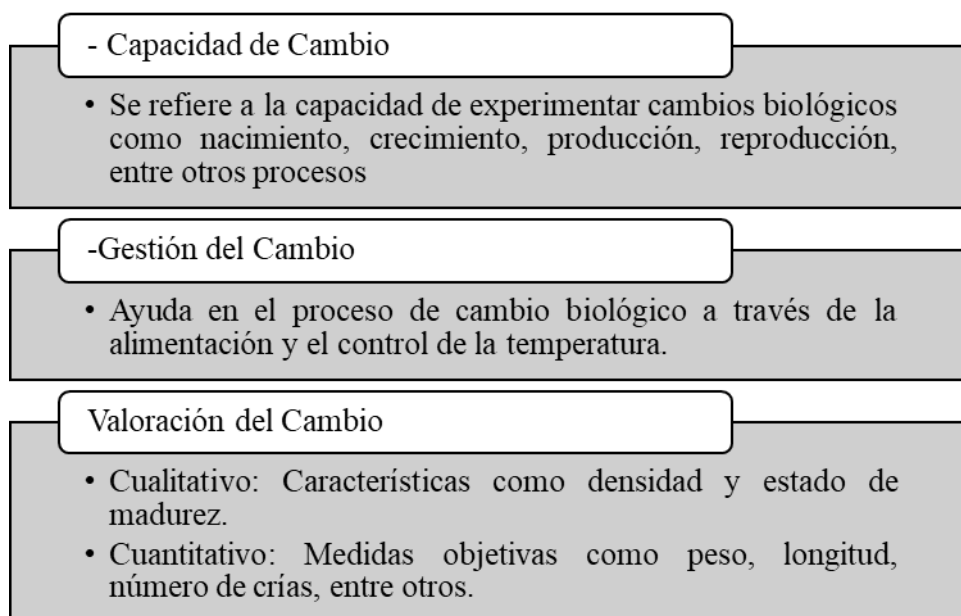 - Capacidad de Cambio
• Se refiere a la capacidad de experimentar cambios biológicos
como nacimiento, crecimiento, producción, reproducción,
entre otros procesos
-Gestión del Cambio
• Ayuda en el proceso de cambio biológico a través de la
alimentación y el control de la temperatura.
Valoración del Cambio
• Cualitativo: Características como densidad y estado de
madurez.
• Cuantitativo: Medidas objetivas como peso, longitud,
número de crías, entre otros.